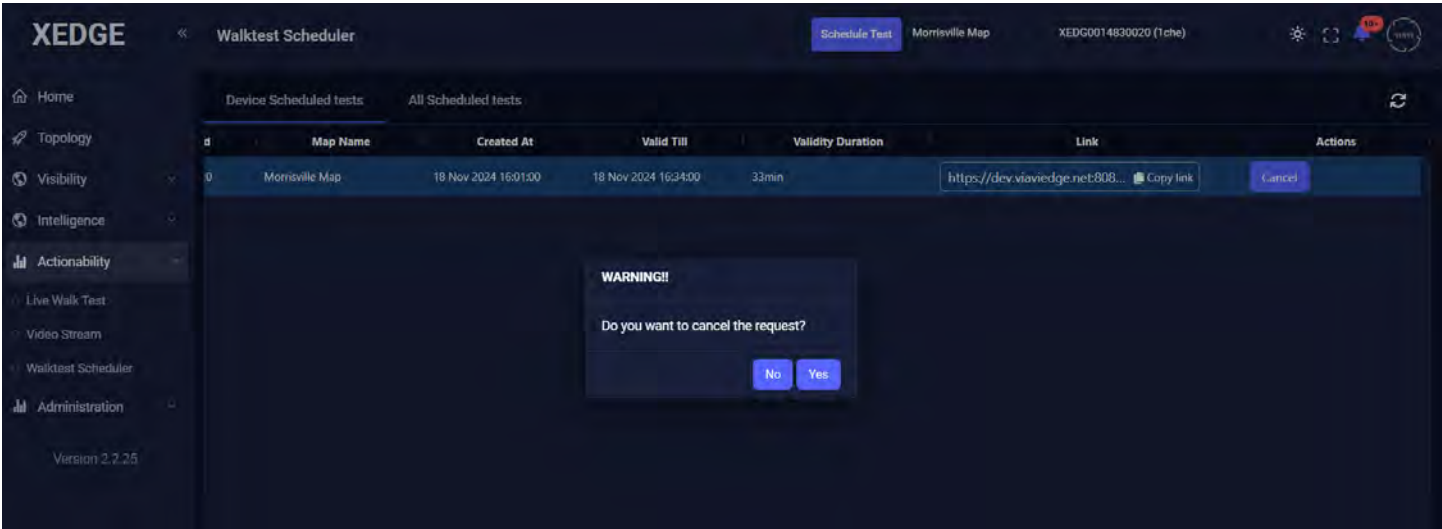 XEDGE
«
Walktest Scheduler
Schedule Test
Morrisville Map
XEDG0014830020 (1che)
10+
Home
Topology
Visibility
Intelligence
Actionability
Live Walk Test
Video Stream
Walktest Scheduler
Administration
Version 2.2.25
Device Scheduled tests
All Scheduled tests
d
Map Name
Created At
Valid Till
Validity Duration
Link
Actions
0
Morrisville Map
18 Nov 2024 16:01:00
18 Nov 2024 16:34:00
33min
https://dev.viaviedge.net:808...
Copy link
Cancel
WARNING!!
Do you want to cancel the request?
No
Yes